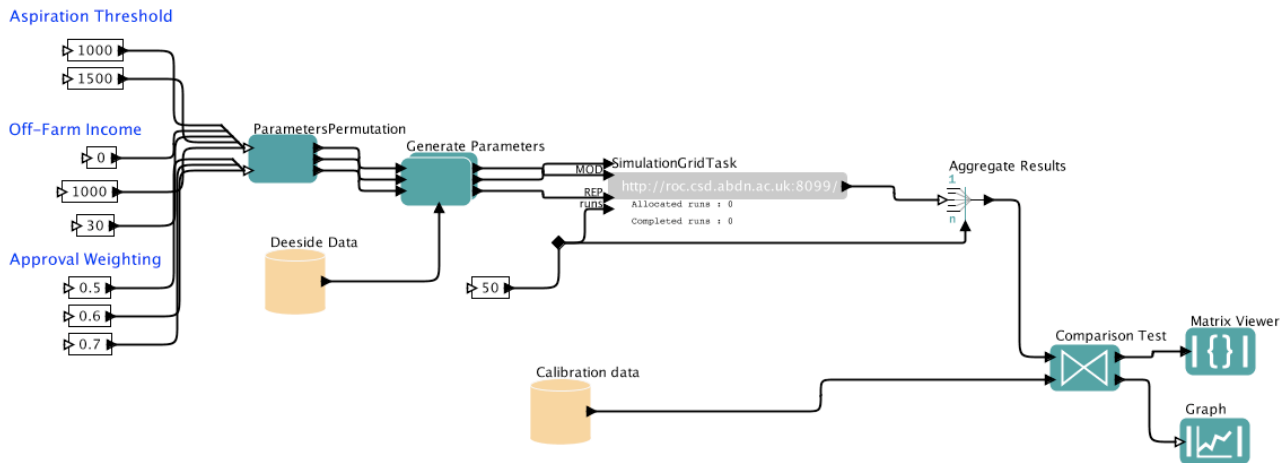 Aspiration Threshold
1000
1500
Off-Farm Income
0
1000
30
Approval Weighting
0.5
0.6
0.7
ParametersPermutation
Generate Parameters
Deeside Data
50
SimulationGridTask
MOD
http://roc.csd.abdn.ac.uk:8099/
REP
runs
Allocated runs : 0
Completed runs : 0
Aggregate Results
1
n
Calibration data
Comparison Test
Matrix Viewer
{}
Graph